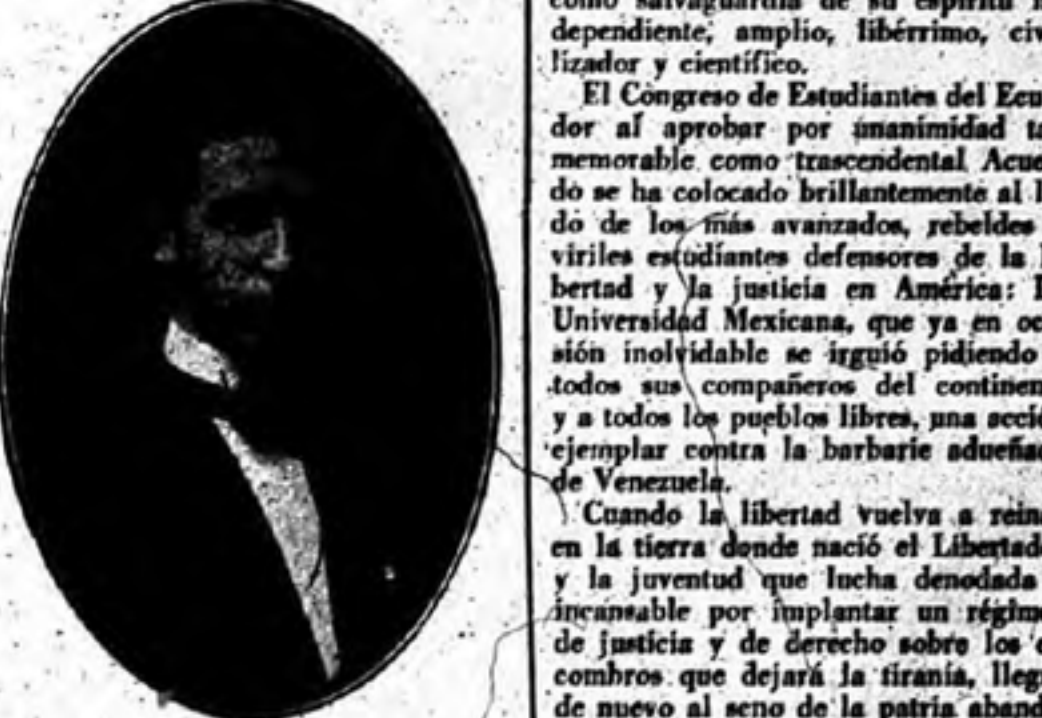 como salvaguardia de su espíritu
dependiente, amplio, libérrimo, civ
lizador y científico.
El Congreso de Estudiantes del Ecu
dor al aprobar por unanimidad ta
memorable como trascendental Acue
do se ha colocado brillantemente al l
do de los más avanzados, rebeldes
viriles estudiantes defensores de la l
bertad y la justicia en América: l
Universidad Mexicana, que ya en oc
sión inolvidable se irguió pidiendo
todos sus compañeros del continen
y a todos los pueblos libres, una acció
ejemplar contra la barbarie adueña
de Venezuela.
Cuando la libertad vuelva a rein
en la tierra donde nació el Libertado
y la juventud que lucha denodada
incansable por implantar un régime
de justicia y de derecho sobre los e
combros que dejará la tiranía, lleg
de nuevo al seno de la patria aband